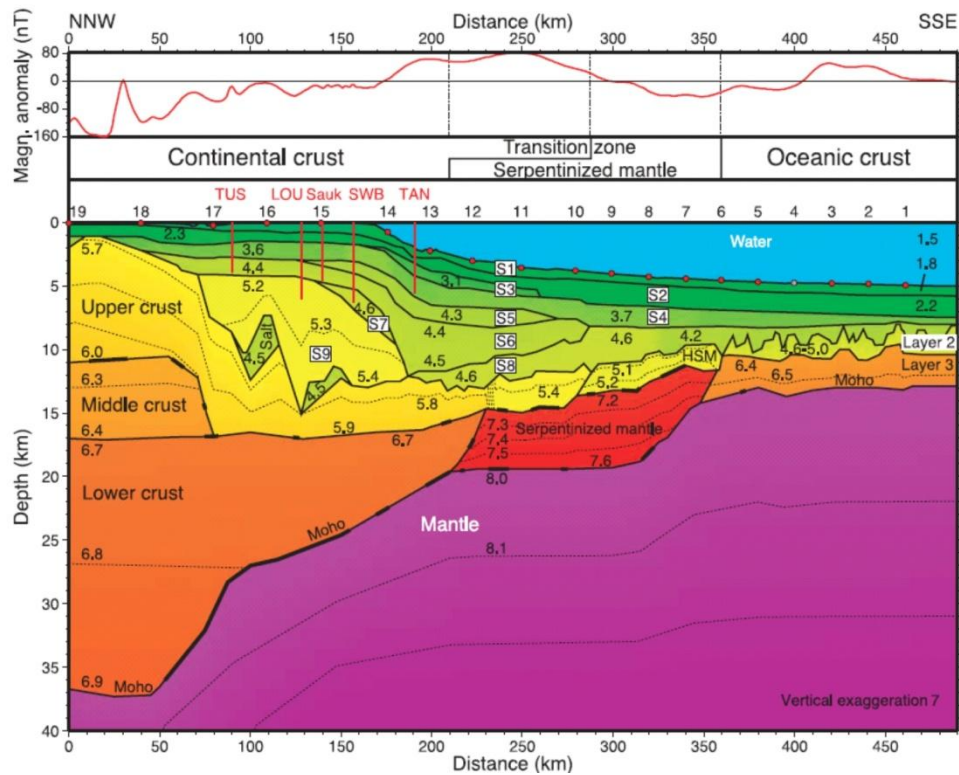 NNW Distance (km) SSE
0 50 100 150 200 250 300 350 400 450
Magn. anomaly (nT)
80
0
-80
160
Continental crust
Transition zone
Serpentinized mantle
Oceanic crust
TUS LOU Sauk SWB TAN
19 18 17 16 15 14 13 12 11 10 9 8 7 6 5 4 3 2 1
Depth (km)
0
5
10
15
20
25
30
35
40
Water
1.5
1.8
2.2
2.3
3.6
4.4
5.2
5.7
3.1
S1
S3
S2
3.7 S4
4.3 S5
4.6 S7
4.4 S6
4.6 4.2
4.5 S8
4.6
Upper crust
5.3
Salt
4.5
S9
4.5
5.4
5.8
5.4
5.1
5.2
HSM
4.6-5.0
Layer 2
6.4 6.5 Moho Layer 3
6.0
6.3
Middle crust
6.4
6.7
5.9
6.7
7.2
7.3
7.4
7.5
Serpentinized mantle
7.6
8.0
Lower crust
Moho
Mantle
6.8
8.1
6.9 Moho
Vertical exaggeration 7
0 50 100 150 200 250 300 350 400 450
Distance (km)